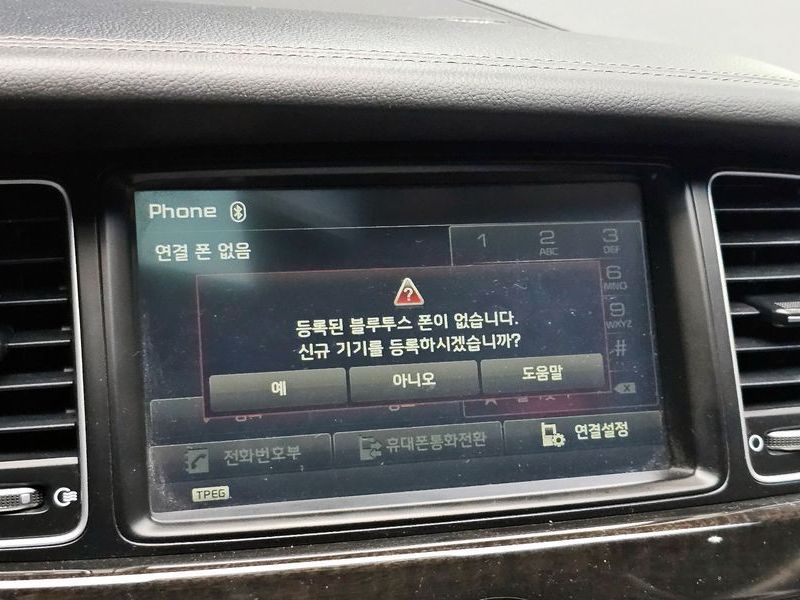 Phone
연결 폰 없음
1
2 ABC
3 DEF
6 MNO
9 WXYZ
#
등록된 블루투스 폰이 없습니다.
신규 기기를 등록하시겠습니까?
예
아니오
도움말
전화번호부
휴대폰통화전환
연결설정
TPEG